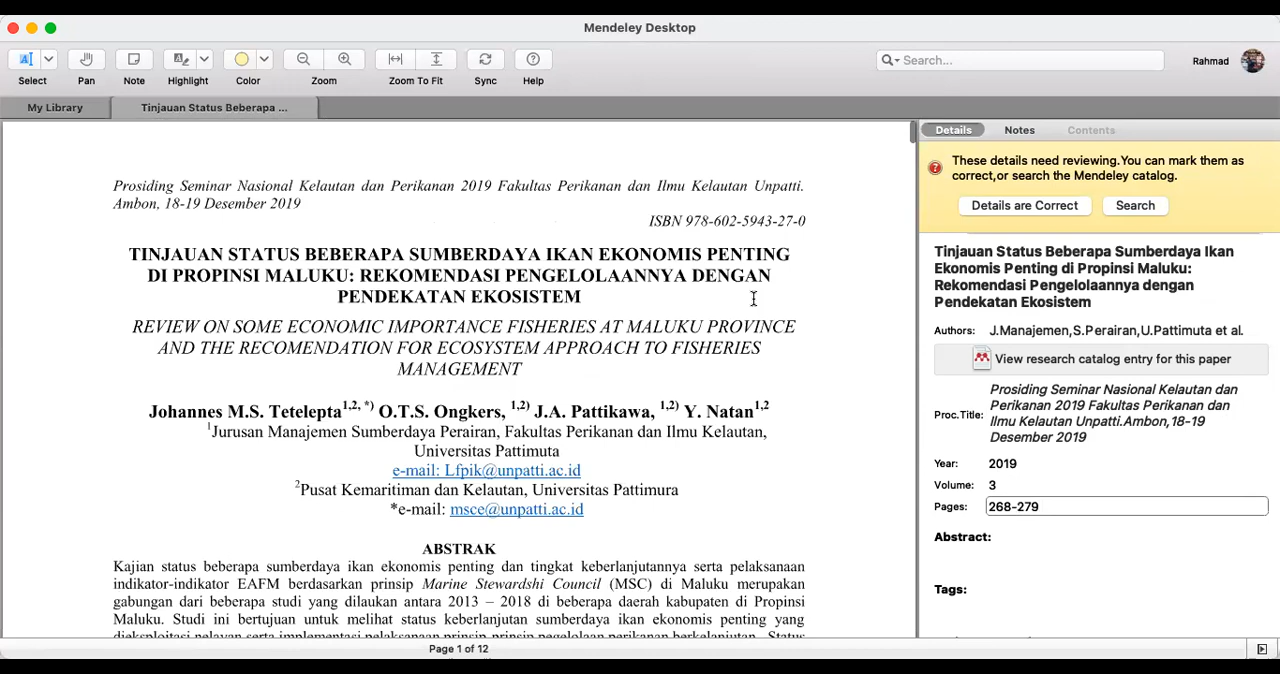 Mendeley Desktop
Select
Pan
Note
Highlight
Color
Zoom
Zoom To Fit
Sync
Help
Search...
Rahmad
My Library
Tinjauan Status Beberapa ...
Prosiding Seminar Nasional Kelautan dan Perikanan 2019 Fakultas Perikanan dan Ilmu Kelautan Unpatti.
Ambon, 18-19 Desember 2019
ISBN 978-602-5943-27-0
TINJAUAN STATUS BEBERAPA SUMBERDAYA IKAN EKONOMIS PENTING
DI PROPINSI MALUKU: REKOMENDASI PENGELOLAANNYA DENGAN
PENDEKATAN EKOSISTEM
REVIEW ON SOME ECONOMIC IMPORTANCE FISHERIES AT MALUKU PROVINCE
AND THE RECOMENDATION FOR ECOSYSTEM APPROACH TO FISHERIES
MANAGEMENT
Johannes M.S. Tetelepta1,2, *) O.T.S. Ongkers, 1,2) J.A. Pattikawa, 1,2) Y. Natan1,2
1Jurusan Manajemen Sumberdaya Perairan, Fakultas Perikanan dan Ilmu Kelautan,
Universitas Pattimuta
e-mail: Lfpik@unpatti.ac.id
2Pusat Kemaritiman dan Kelautan, Universitas Pattimura
*e-mail: msce@unpatti.ac.id
ABSTRAK
Kajian status beberapa sumberdaya ikan ekonomis penting dan tingkat keberlanjutannya serta pelaksanaan
indikator-indikator EAFM berdasarkan prinsip Marine Stewardshi Council (MSC) di Maluku merupakan
gabungan dari beberapa studi yang dilaukan antara 2013 – 2018 di beberapa daerah kabupaten di Propinsi
Maluku. Studi ini bertujuan untuk melihat status keberlanjutan sumberdaya ikan ekonomis penting yang
dieksploitasi nelayan serta implementasi pelaksanaan prinsip-prinsip pengelolaan perikanan berkelanjutan. Status
Page 1 of 12
Details
Notes
Contents
These details need reviewing.You can mark them as
correct,or search the Mendeley catalog.
Details are Correct
Search
Tinjauan Status Beberapa Sumberdaya Ikan
Ekonomis Penting di Propinsi Maluku:
Rekomendasi Pengelolaannya dengan
Pendekatan Ekosistem
Authors: J.Manajemen,S.Perairan,U.Pattimuta et al.
View research catalog entry for this paper
Proc.Title: Prosiding Seminar Nasional Kelautan dan
Perikanan 2019 Fakultas Perikanan dan
Ilmu Kelautan Unpatti.Ambon,18-19
Desember 2019
Year: 2019
Volume: 3
Pages: 268-279
Abstract:
Tags: